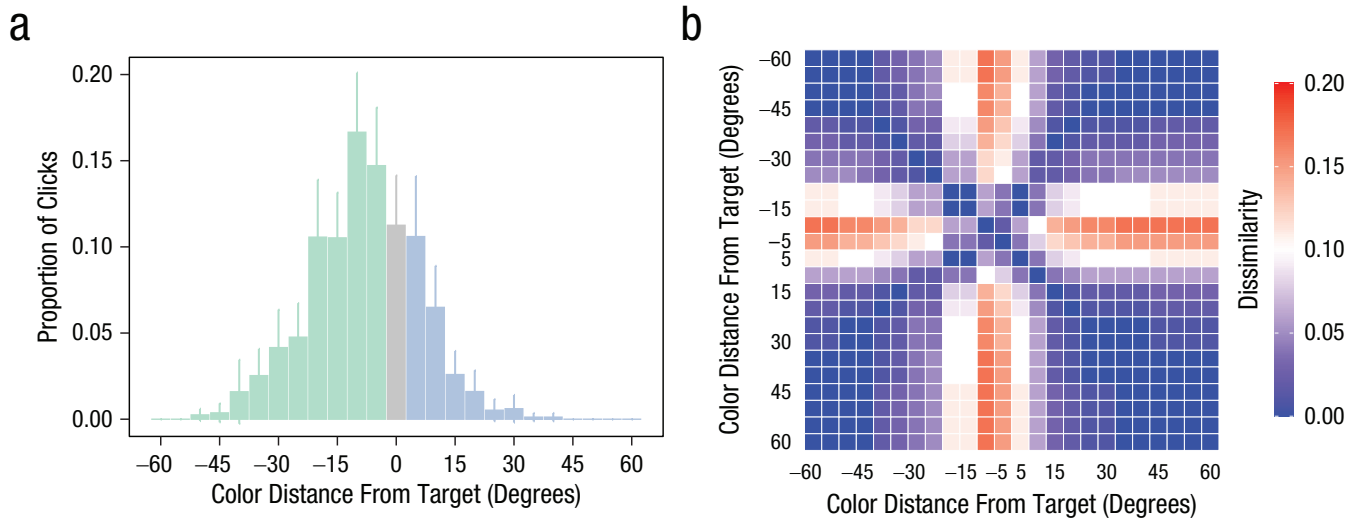 a
0.20
0.15
0.10
0.05
0.00
Proportion of Clicks
−60 −45 −30 −15 0 15 30 45 60
Color Distance From Target (Degrees)
b
−60
−45
−30
−15
−5
5
15
30
45
60
Color Distance From Target (Degrees)
−60 −45 −30 −15 −5 5 15 30 45 60
Color Distance From Target (Degrees)
Dissimilarity
0.20
0.15
0.10
0.05
0.00